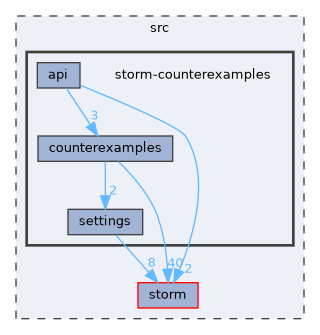 src
api
storm-counterexamples
3
counterexamples
2
settings
8
40
2
storm